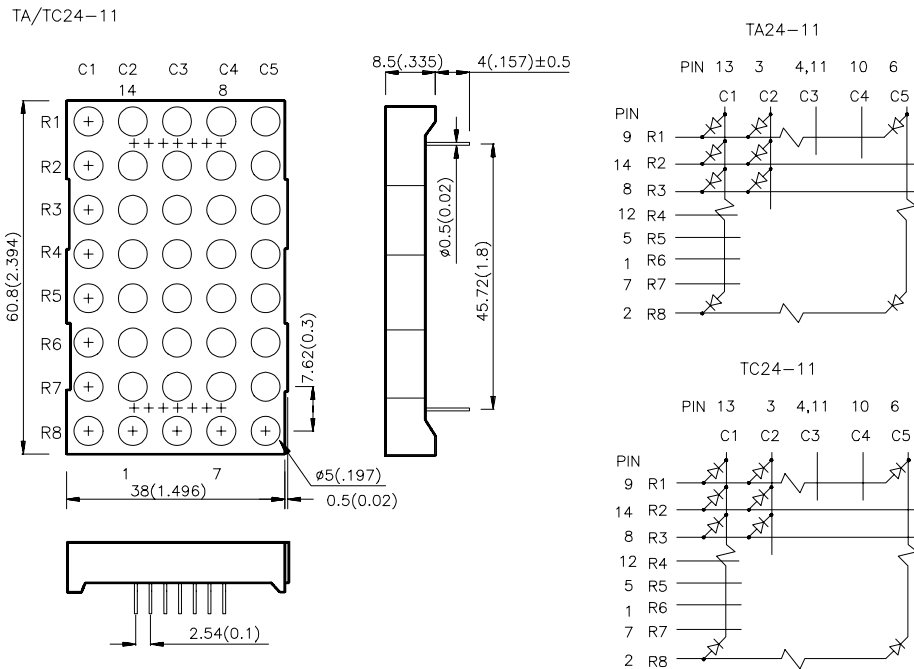 TA/TC24-11
C1 C2 C3 C4 C5
14 8
R1
R2
R3
R4
R5
R6
R7
R8
60.8(2.394)
7.62(0.3)
1 7
ø5(.197)
38(1.496)
0.5(0.02)
8.5(.335) 4(.157)±0.5
ø0.5(0.02)
45.72(1.8)
2.54(0.1)
TA24-11
PIN 13 3 4,11 10 6
C1 C2 C3 C4 C5
PIN
9 R1
14 R2
8 R3
12 R4
5 R5
1 R6
7 R7
2 R8
TC24-11
PIN 13 3 4,11 10 6
C1 C2 C3 C4 C5
PIN
9 R1
14 R2
8 R3
12 R4
5 R5
1 R6
7 R7
2 R8